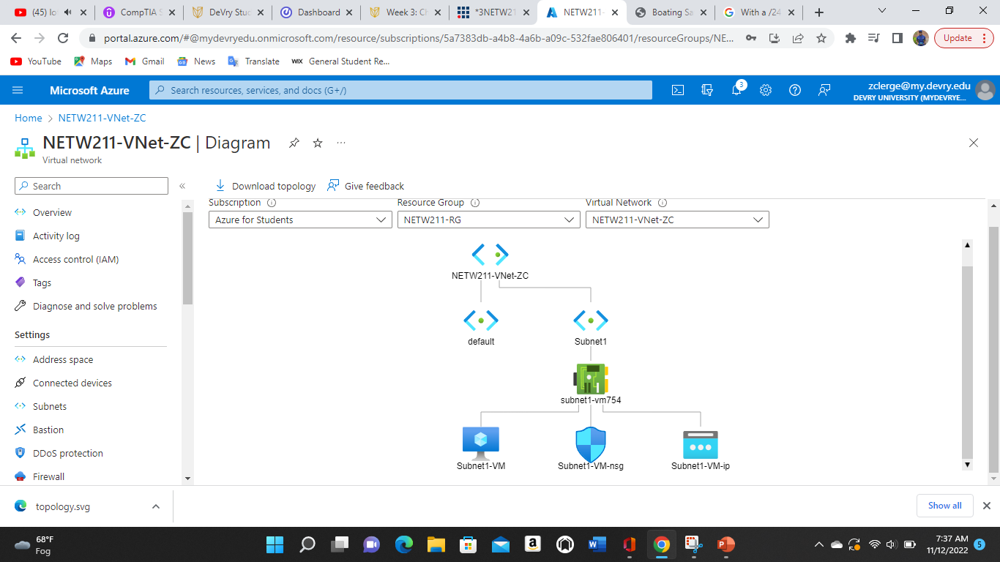 (45) lo
CompTIA S
DeVry Stud
Dashboard
Week 3: Ch
*3NETW21
NETW211-
Boating Sa
With a /24
portal.azure.com/#@mydevryedu.onmicrosoft.com/resource/subscriptions/5a7383db-a4b8-4a6b-a09c-532fae806401/resourceGroups/NE...
Update
YouTube
Maps
Gmail
News
Translate
WIX General Student Re...
Microsoft Azure
Search resources, services, and docs (G+/)
3
zclerge@my.devry.edu
DEVRY UNIVERSITY (MYDEVRYE...
Home > NETW211-VNet-ZC
NETW211-VNet-ZC | Diagram
Virtual network
Search
«
Download topology
Give feedback
Overview
Activity log
Access control (IAM)
Tags
Diagnose and solve problems
Settings
Address space
Connected devices
Subnets
Bastion
DDoS protection
Firewall
Subscription
Resource Group
Virtual Network
Azure for Students
NETW211-RG
NETW211-VNet-ZC
NETW211-VNet-ZC
default
Subnet1
subnet1-vm754
Subnet1-VM
Subnet1-VM-nsg
Subnet1-VM-ip
topology.svg
Show all
68°F
Fog
7:37 AM
11/12/2022
5